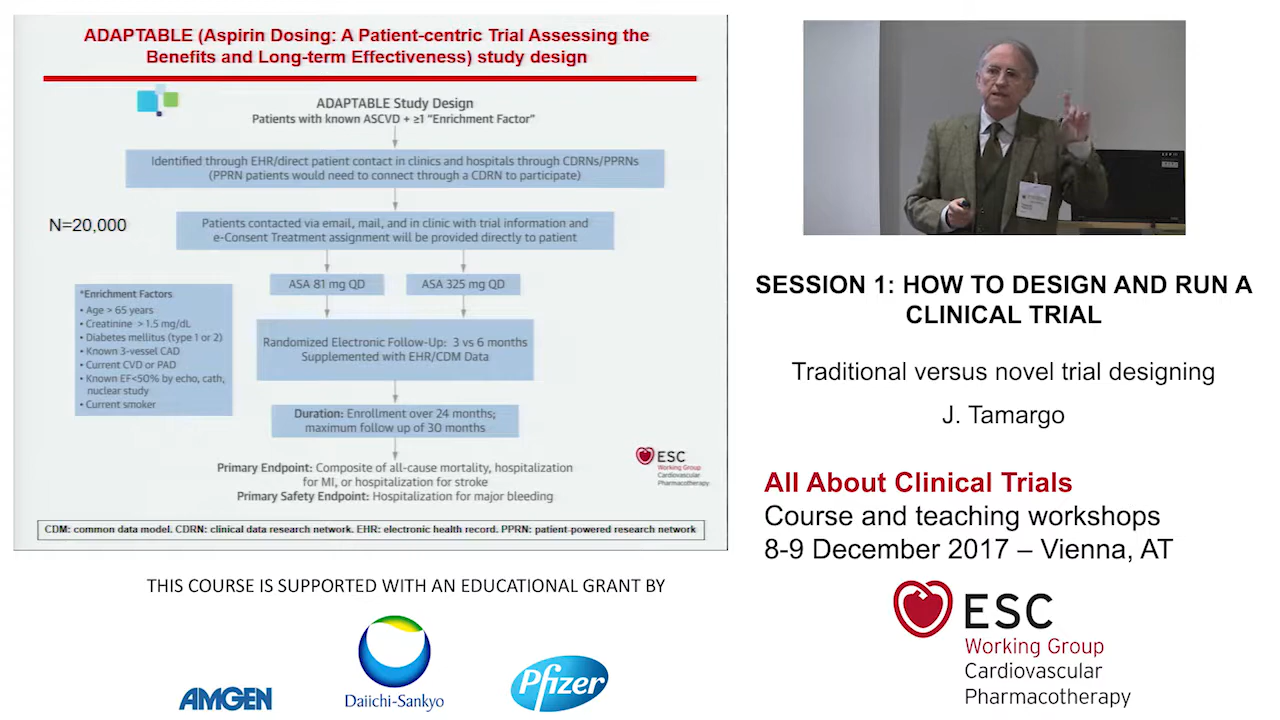 ADAPTABLE (Aspirin Dosing: A Patient-centric Trial Assessing the
Benefits and Long-term Effectiveness) study design
ADAPTABLE Study Design
Patients with known ASCVD + ≥1 "Enrichment Factor"
Identified through EHR/direct patient contact in clinics and hospitals through CDRNs/PPRNs
(PPRN patients would need to connect through a CDRN to participate)
N=20,000
Patients contacted via email, mail, and in clinic with trial information and
e-Consent Treatment assignment will be provided directly to patient
ASA 81 mg QD
ASA 325 mg QD
*Enrichment Factors
• Age > 65 years
• Creatinine > 1.5 mg/dL
• Diabetes mellitus (type 1 or 2)
• Known 3-vessel CAD
• Current CVD or PAD
• Known EF<50% by echo, cath,
nuclear study
• Current smoker
Randomized Electronic Follow-Up: 3 vs 6 months
Supplemented with EHR/CDM Data
Duration: Enrollment over 24 months;
maximum follow up of 30 months
Primary Endpoint: Composite of all-cause mortality, hospitalization
for MI, or hospitalization for stroke
Primary Safety Endpoint: Hospitalization for major bleeding
ESC
Working Group
Cardiovascular
Pharmacotherapy
CDM: common data model. CDRN: clinical data research network. EHR: electronic health record. PPRN: patient-powered research network
SESSION 1: HOW TO DESIGN AND RUN A
CLINICAL TRIAL
Traditional versus novel trial designing
J. Tamargo
All About Clinical Trials
Course and teaching workshops
8-9 December 2017 – Vienna, AT
ESC
Working Group
Cardiovascular
Pharmacotherapy
THIS COURSE IS SUPPORTED WITH AN EDUCATIONAL GRANT BY
AMGEN
Daiichi-Sankyo
Pfizer